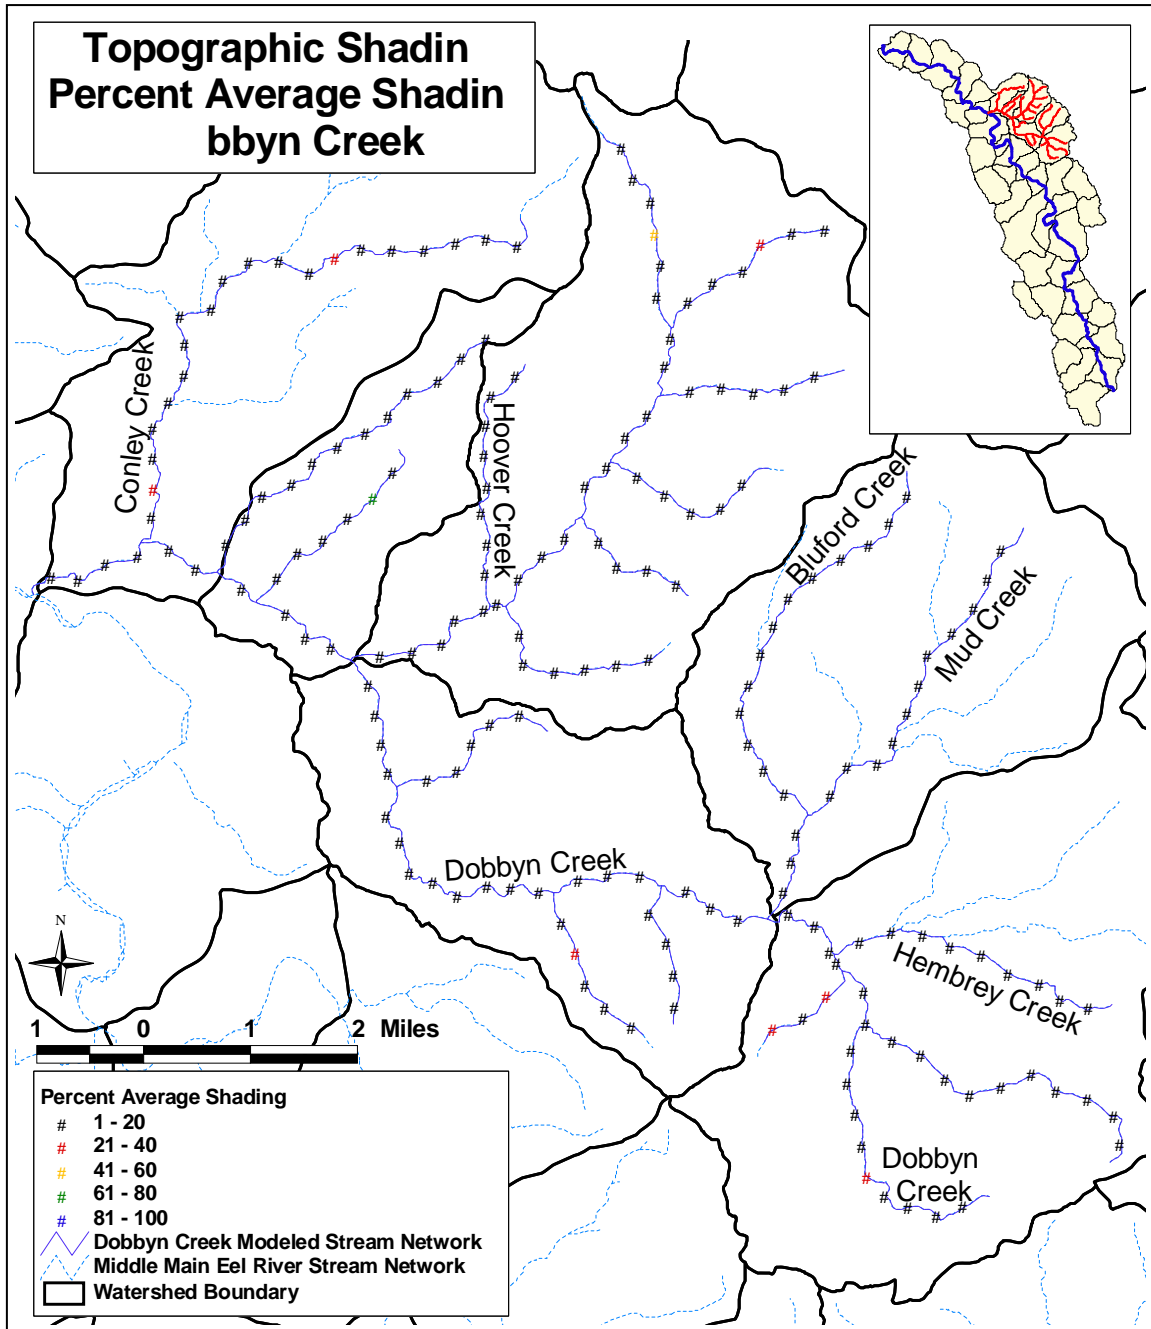 Topographic Shadin
Percent Average Shadin
bbyn Creek
Conley Creek
Hoover Creek
Bluford Creek
Mud Creek
Dobbyn Creek
Hembrey Creek
Dobbyn
Creek
N
1 0 1 2 Miles
Percent Average Shading
# 1 - 20
# 21 - 40
# 41 - 60
# 61 - 80
# 81 - 100
Dobbyn Creek Modeled Stream Network
Middle Main Eel River Stream Network
Watershed Boundary